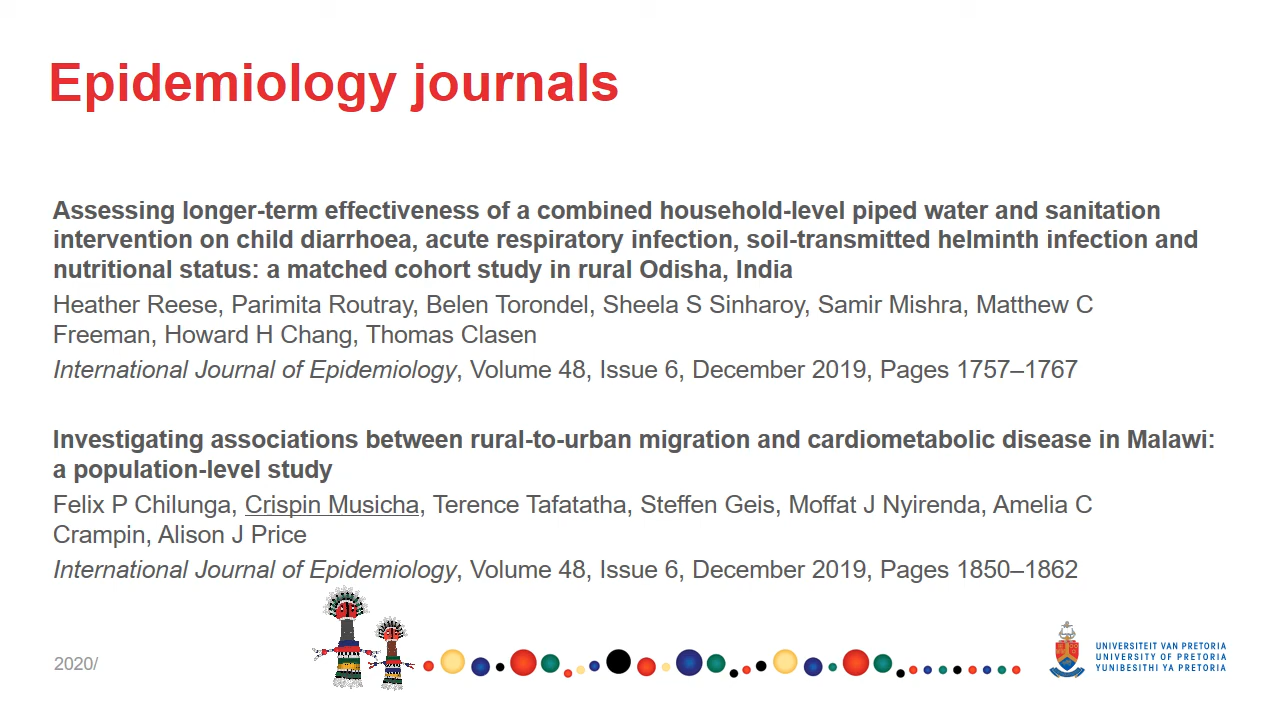 Epidemiology journals
Assessing longer-term effectiveness of a combined household-level piped water and sanitation
intervention on child diarrhoea, acute respiratory infection, soil-transmitted helminth infection and
nutritional status: a matched cohort study in rural Odisha, India
Heather Reese, Parimita Routray, Belen Torondel, Sheela S Sinharoy, Samir Mishra, Matthew C
Freeman, Howard H Chang, Thomas Clasen
International Journal of Epidemiology, Volume 48, Issue 6, December 2019, Pages 1757–1767
Investigating associations between rural-to-urban migration and cardiometabolic disease in Malawi:
a population-level study
Felix P Chilunga, Crispin Musicha, Terence Tafatatha, Steffen Geis, Moffat J Nyirenda, Amelia C
Crampin, Alison J Price
International Journal of Epidemiology, Volume 48, Issue 6, December 2019, Pages 1850–1862
2020/
UNIVERSITEIT VAN PRETORIA
UNIVERSITY OF PRETORIA
YUNIBESITHI YA PRETORIA